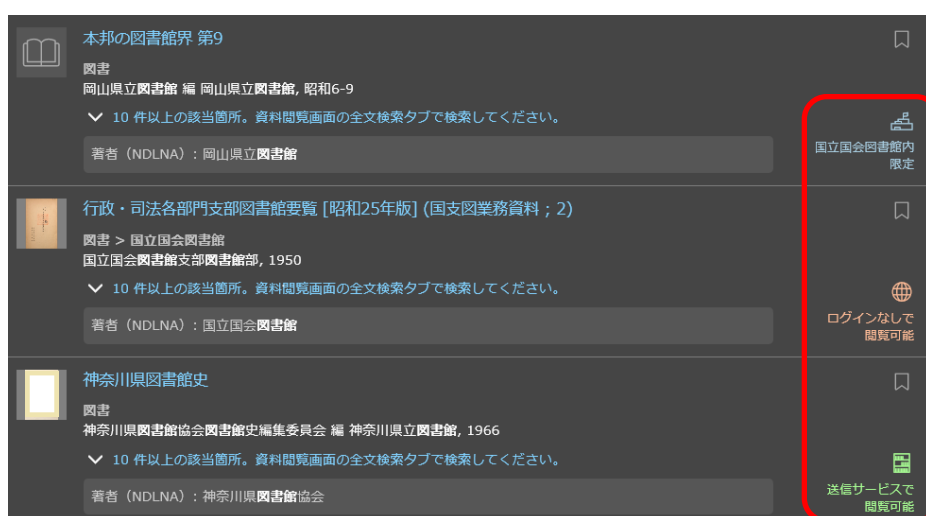 本邦の図書館界 第9
図書
岡山県立図書館 編 岡山県立図書館, 昭和6-9
10 件以上の該当箇所。資料閲覧画面の全文検索タブで検索してください。
著者（NDLNA）: 岡山県立図書館
国立国会図書館内
限定
行政・司法各部門支部図書館要覧 [昭和25年版] (国支図業務資料 ; 2)
図書 > 国立国会図書館
国立国会図書館支部図書館部, 1950
10 件以上の該当箇所。資料閲覧画面の全文検索タブで検索してください。
著者（NDLNA）: 国立国会図書館
ログインなしで
閲覧可能
神奈川県図書館史
図書
神奈川県図書館協会図書館史編集委員会 編 神奈川県立図書館, 1966
10 件以上の該当箇所。資料閲覧画面の全文検索タブで検索してください。
著者（NDLNA）: 神奈川県図書館協会
送信サービスで
閲覧可能